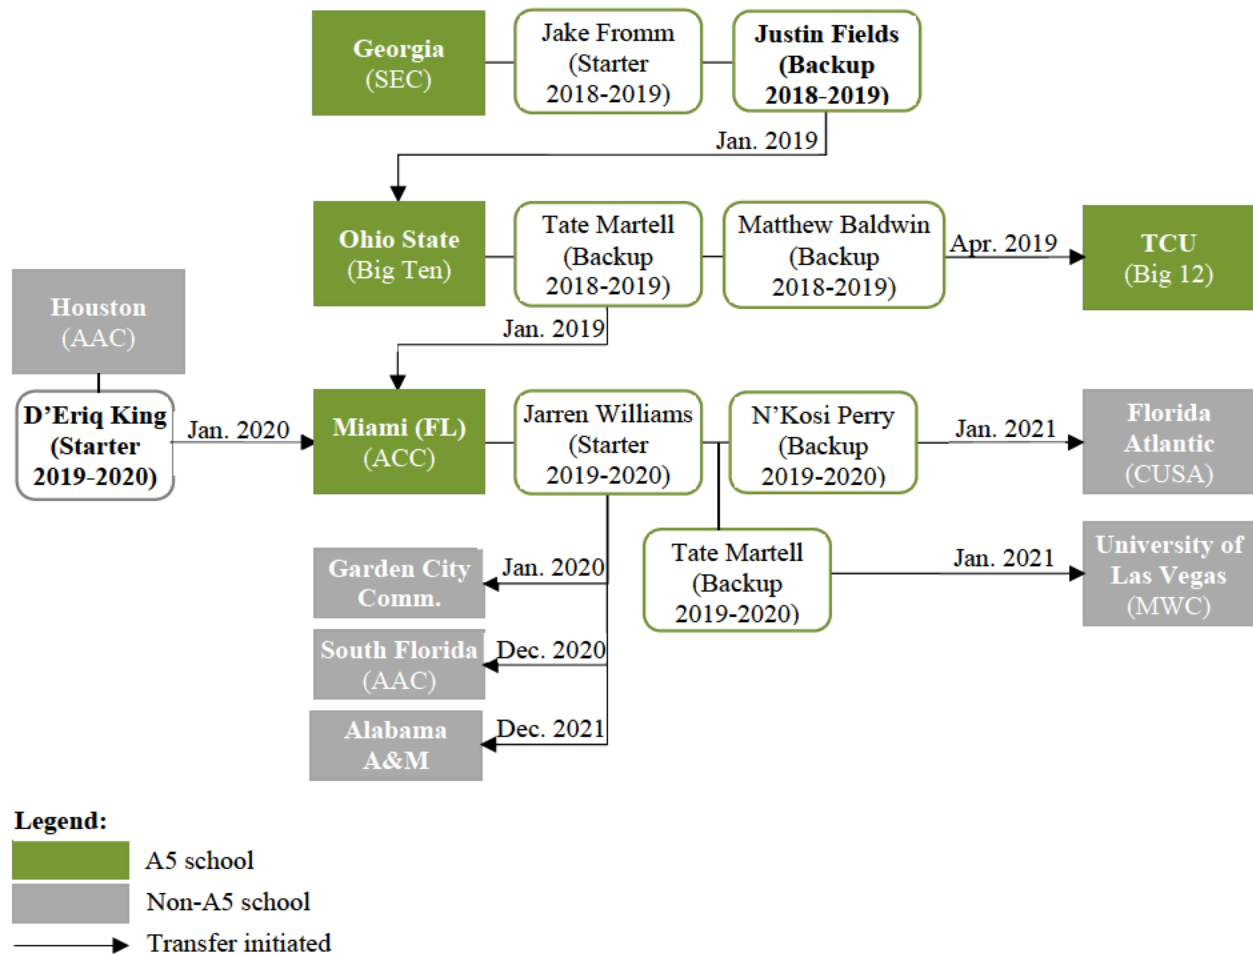 Georgia
(SEC)
Jake Fromm
(Starter
2018-2019)
Justin Fields
(Backup
2018-2019)
Jan. 2019
Ohio State
(Big Ten)
Tate Martell
(Backup
2018-2019)
Matthew Baldwin
(Backup
2018-2019)
Apr. 2019
TCU
(Big 12)
Houston
(AAC)
Jan. 2019
D'Eriq King
(Starter
2019-2020)
Jan. 2020
Miami (FL)
(ACC)
Jarren Williams
(Starter
2019-2020)
N'Kosi Perry
(Backup
2019-2020)
Jan. 2021
Florida
Atlantic
(CUSA)
Garden City
Comm.
Jan. 2020
Tate Martell
(Backup
2019-2020)
Jan. 2021
University of
Las Vegas
(MWC)
South Florida
(AAC)
Dec. 2020
Alabama
A&M
Dec. 2021
Legend:
A5 school
Non-A5 school
Transfer initiated